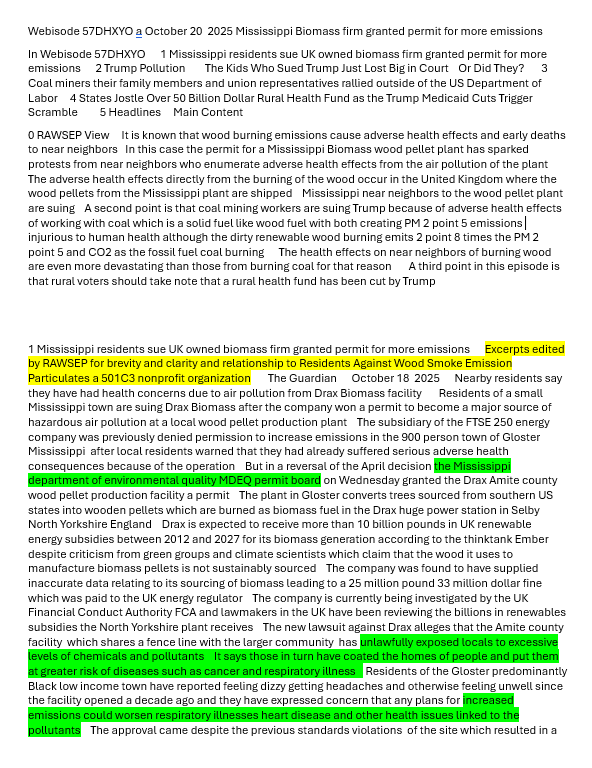 Webisode 57DHXYO a October 20  2025 Mississippi Biomass firm granted permit for more emissions
In Webisode 57DHXYO     1 Mississippi residents sue UK owned biomass firm granted permit for more
emissions     2 Trump Pollution      The Kids Who Sued Trump Just Lost Big in Court   Or Did They?     3
Coal miners their family members and union representatives rallied outside of the US Department of
Labor    4 States Jostle Over 50 Billion Dollar Rural Health Fund as the Trump Medicaid Cuts Trigger
Scramble      5 Headlines    Main Content
0 RAWSEP View    It is known that wood burning emissions cause adverse health effects and early deaths
to near neighbors   In this case the permit for a Mississippi Biomass wood pellet plant has sparked
protests from near neighbors who enumerate adverse health effects from the air pollution of the plant
The adverse health effects directly from the burning of the wood occur in the United Kingdom where the
wood pellets from the Mississippi plant are shipped    Mississippi near neighbors to the wood pellet plant
are suing    A second point is that coal mining workers are suing Trump because of adverse health effects
of working with coal which is a solid fuel like wood fuel with both creating PM 2 point 5 emissions
injurious to human health although the dirty renewable wood burning emits 2 point 8 times the PM 2
point 5 and CO2 as the fossil fuel coal burning     The health effects on near neighbors of burning wood
are even more devastating than those from burning coal for that reason      A third point in this episode is
that rural voters should take note that a rural health fund has been cut by Trump
1 Mississippi residents sue UK owned biomass firm granted permit for more emissions     Excerpts edited
by RAWSEP for brevity and clarity and relationship to Residents Against Wood Smoke Emission
Particulates a 501C3 nonprofit organization     The Guardian     October 18  2025     Nearby residents say
they have had health concerns due to air pollution from Drax Biomass facility      Residents of a small
Mississippi town are suing Drax Biomass after the company won a permit to become a major source of
hazardous air pollution at a local wood pellet production plant    The subsidiary of the FTSE 250 energy
company was previously denied permission to increase emissions in the 900 person town of Gloster
Mississippi  after local residents warned that they had already suffered serious adverse health
consequences because of the operation    But in a reversal of the April decision the Mississippi
department of environmental quality MDEQ permit board on Wednesday granted the Drax Amite county
wood pellet production facility a permit    The plant in Gloster converts trees sourced from southern US
states into wooden pellets which are burned as biomass fuel in the Drax huge power station in Selby
North Yorkshire England    Drax is expected to receive more than 10 billion pounds in UK renewable
energy subsidies between 2012 and 2027 for its biomass generation according to the thinktank Ember
despite criticism from green groups and climate scientists which claim that the wood it uses to
manufacture biomass pellets is not sustainably sourced    The company was found to have supplied
inaccurate data relating to its sourcing of biomass leading to a 25 million pound 33 million dollar fine
which was paid to the UK energy regulator    The company is currently being investigated by the UK
Financial Conduct Authority FCA and lawmakers in the UK have been reviewing the billions in renewables
subsidies the North Yorkshire plant receives    The new lawsuit against Drax alleges that the Amite county
facility  which shares a fence line with the larger community  has unlawfully exposed locals to excessive
levels of chemicals and pollutants    It says those in turn have coated the homes of people and put them
at greater risk of diseases such as cancer and respiratory illness    Residents of the Gloster predominantly
Black low income town have reported feeling dizzy getting headaches and otherwise feeling unwell since
the facility opened a decade ago and they have expressed concern that any plans for increased
emissions could worsen respiratory illnesses heart disease and other health issues linked to the
pollutants    The approval came despite the previous standards violations  of the site which resulted in a